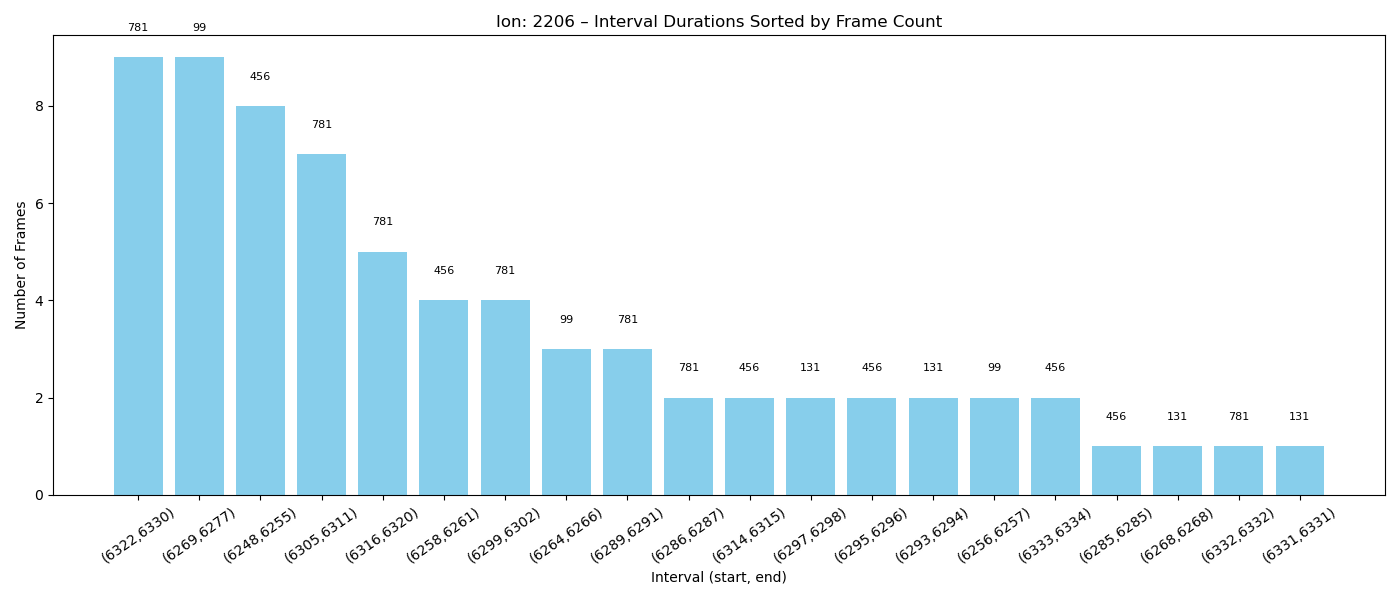 Ion: 2206 – Interval Durations Sorted by Frame Count
781 99 456 781 781 456 781 99 781 781 456 131 456 131 99 456 456 131 781 131
Number of Frames
8
6
4
2
0
(6322,6330) (6269,6277) (6248,6255) (6305,6311) (6316,6320) (6258,6261) (6299,6302) (6264,6266) (6289,6291) (6286,6287) (6314,6315) (6297,6298) (6295,6296) (6293,6294) (6256,6257) (6333,6334) (6285,6285) (6268,6268) (6332,6332) (6331,6331)
Interval (start, end)